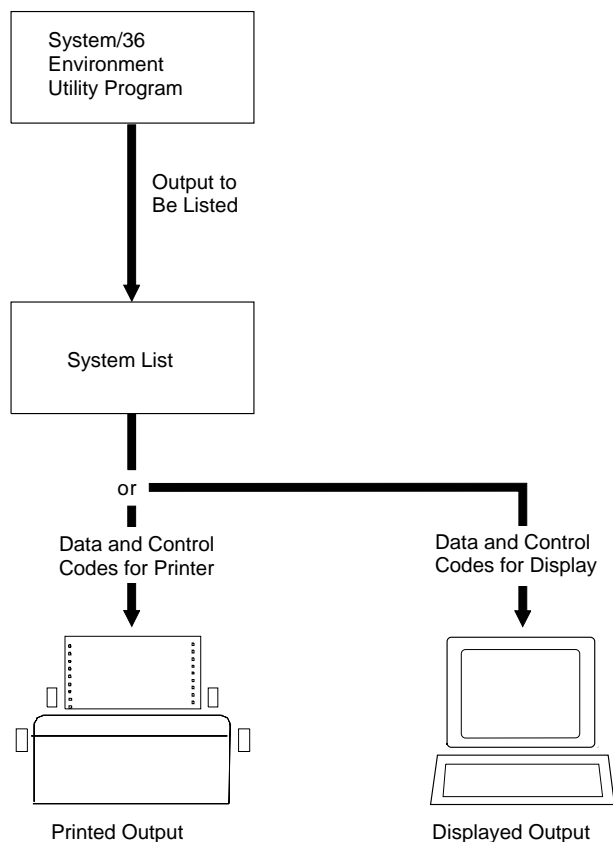 System/36
Environment
Utility Program
Output to
Be Listed
System List
or
Data and Control
Codes for Printer
Data and Control
Codes for Display
Printed Output
Displayed Output